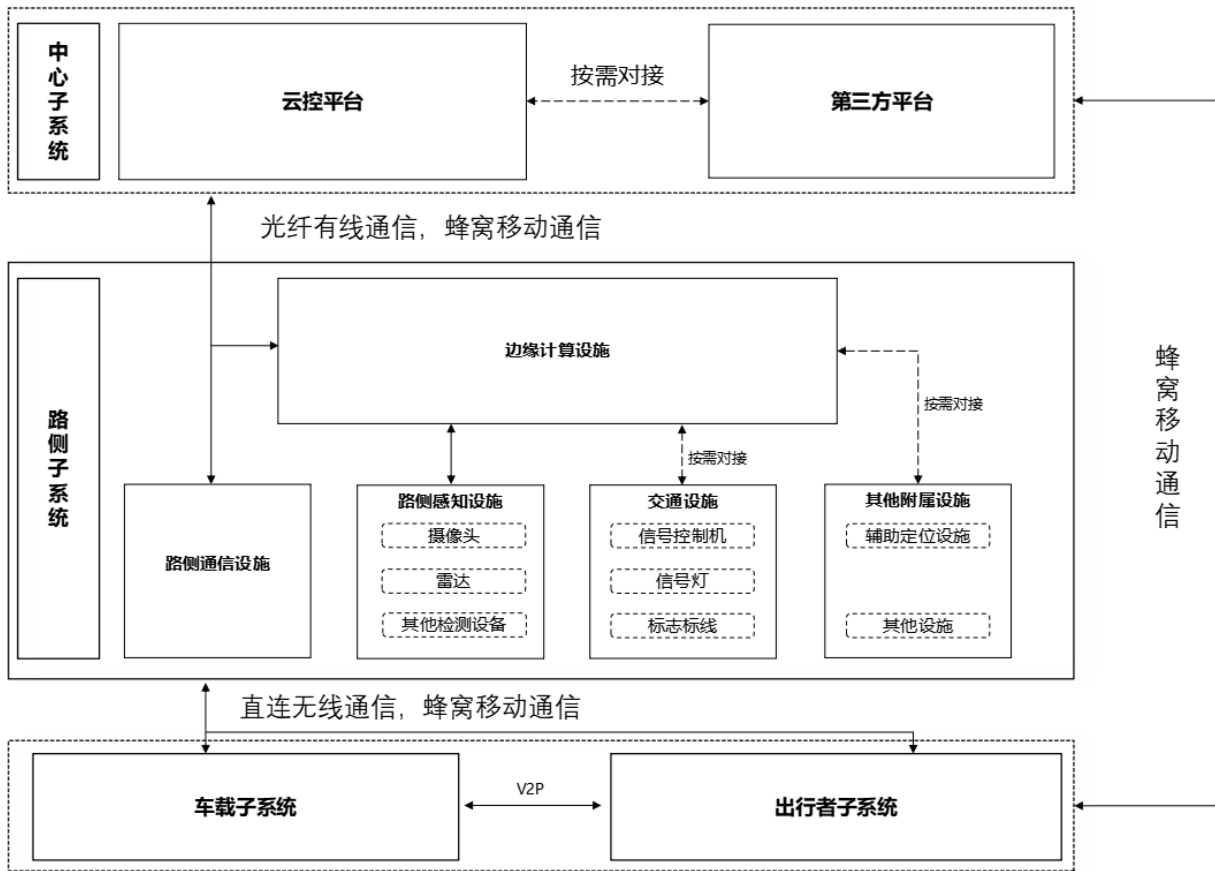 中心子系统
云控平台
按需对接
第三方平台
光纤有线通信，蜂窝移动通信
路侧子系统
边缘计算设施
按需对接
按需对接
路侧通信设施
路侧感知设施
摄像头
雷达
其他检测设备
交通设施
信号控制机
信号灯
标志标线
其他附属设施
辅助定位设施
其他设施
蜂窝移动通信
直连无线通信，蜂窝移动通信
车载子系统
V2P
出行者子系统